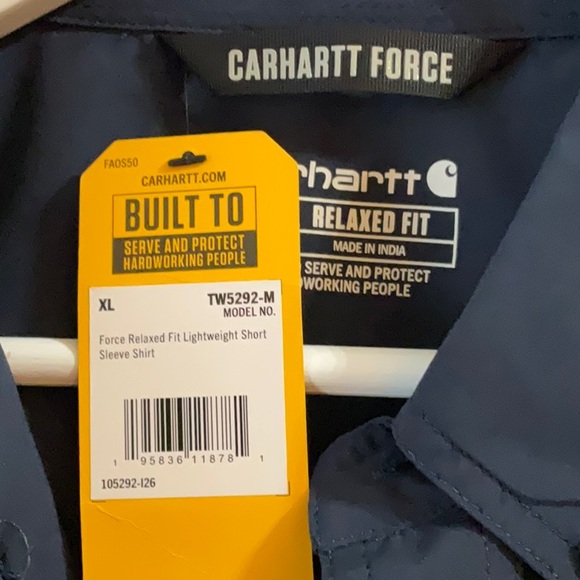 CARHARTT FORCE
rhartt
RELAXED FIT
MADE IN INDIA
SERVE AND PROTECT
WORKING PEOPLE
FAOS50
CARHARTT.COM
BUILT TO
SERVE AND PROTECT
HARDWORKING PEOPLE
XL TW5292-M
MODEL NO.
Force Relaxed Fit Lightweight Short
Sleeve Shirt
1 95836 11878 1
105292-I26